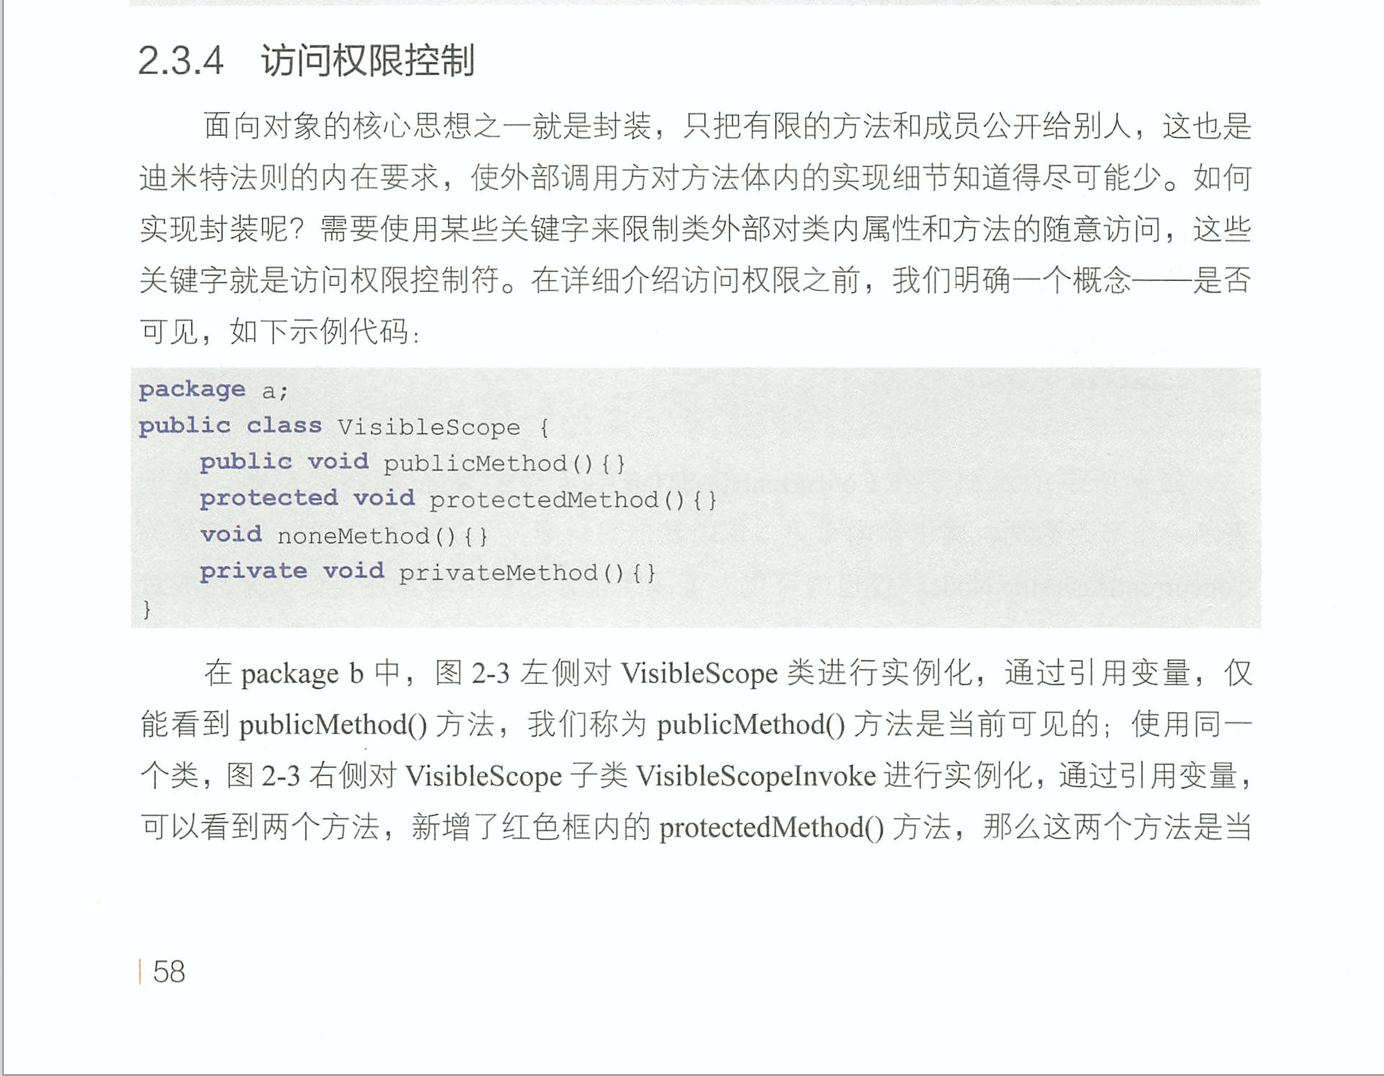 2.3.4 访问权限控制
面向对象的核心思想之一就是封装，只把有限的方法和成员公开给别人，这也是
迪米特法则的内在要求，使外部调用方对方法体内的实现细节知道得尽可能少。如何
实现封装呢？需要使用某些关键字来限制类外部对类内属性和方法的随意访问，这些
关键字就是访问权限控制符。在详细介绍访问权限之前，我们明确一个概念——是否
可见，如下示例代码：
package a;
public class VisibleScope {
    public void publicMethod(){}
    protected void protectedMethod(){}
    void noneMethod(){}
    private void privateMethod(){}
}
在 package b 中，图 2-3 左侧对 VisibleScope 类进行实例化，通过引用变量，仅
能看到 publicMethod() 方法，我们称为 publicMethod() 方法是当前可见的；使用同一
个类，图 2-3 右侧对 VisibleScope 子类 VisibleScopeInvoke 进行实例化，通过引用变量，
可以看到两个方法，新增了红色框内的 protectedMethod() 方法，那么这两个方法是当
58